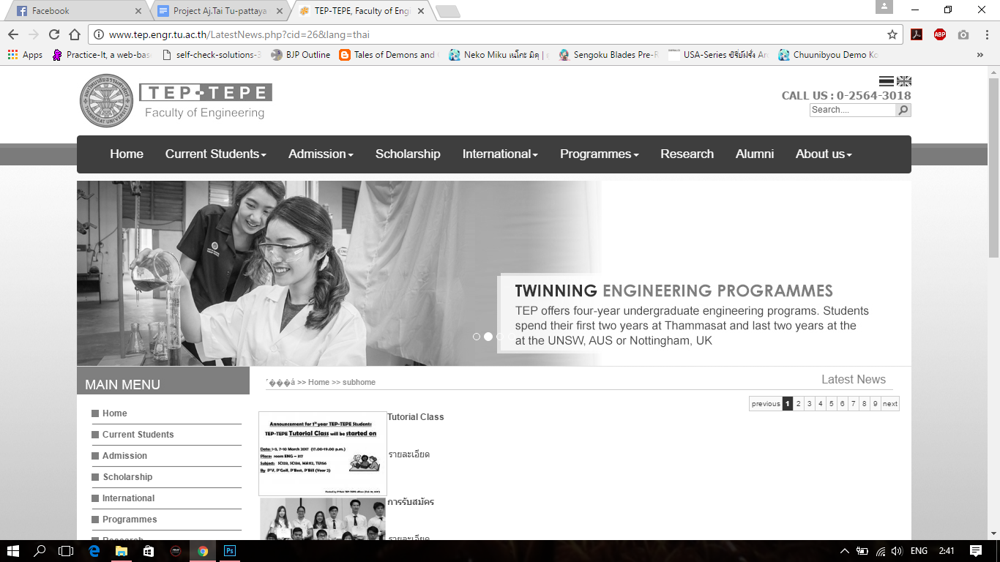 Facebook
Project Aj.Tai Tu-pattaya
TEP-TEPE, Faculty of Engi
www.tep.engr.tu.ac.th/LatestNews.php?cid=26&lang=thai
ABP
Apps
Practice-It, a web-bas
self-check-solutions-3
BJP Outline
Tales of Demons and
Neko Miku เนโกะ มิคุ | ดู
Sengoku Blades Pre-R
USA-Series ซีรี่ย์ฝรั่ง Ar
Chuunibyou Demo Ko
»
TEP-TEPE
Faculty of Engineering
CALL US : 0-2564-3018
Search....
Home
Current Students
Admission
Scholarship
International
Programmes
Research
Alumni
About us
TWINNING ENGINEERING PROGRAMMES
TEP offers four-year undergraduate engineering programs. Students
spend their first two years at Thammasat and last two years at the
at the UNSW, AUS or Nottingham, UK
MAIN MENU
Home
Current Students
Admission
Scholarship
International
Programmes
Research
>> Home >> subhome
Latest News
previous 1 2 3 4 5 6 7 8 9 next
Announcement for 1st year TEP-TEPE Students
TEP-TEPE Tutorial Class will be started on
Date: 1-3, 7-10 March 2017 (17.00-19.00 p.m.)
Place: room ENG – 317
Subject: SC133, SC134, MA112, TU156
By P'V, P'Golf, P'Best, P'Bill (Year 2)
Tutorial Class
รายละเอียด
การรับสมัคร
รายละเอียด
Ps
ENG
2:41